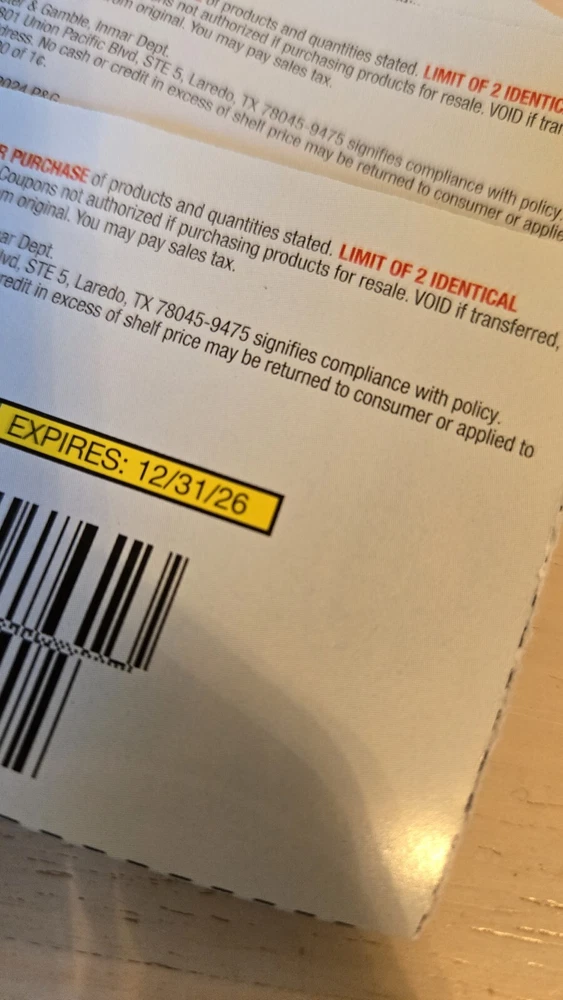 of products and quantities stated. LIMIT OF 2 IDENTIC
ns not authorized if purchasing products for resale. VOID if tran
om original. You may pay sales tax.
er & Gamble, Inmar Dept.
801 Union Pacific Blvd, STE 5, Laredo, TX 78045-9475 signifies compliance with policy.
dress. No cash or credit in excess of shelf price may be returned to consumer or applie
0 of 1¢.
2024 P&G
R PURCHASE of products and quantities stated. LIMIT OF 2 IDENTICAL
Coupons not authorized if purchasing products for resale. VOID if transferred,
m original. You may pay sales tax.
ar Dept.
lvd, STE 5, Laredo, TX 78045-9475 signifies compliance with policy.
redit in excess of shelf price may be returned to consumer or applied to
EXPIRES: 12/31/26